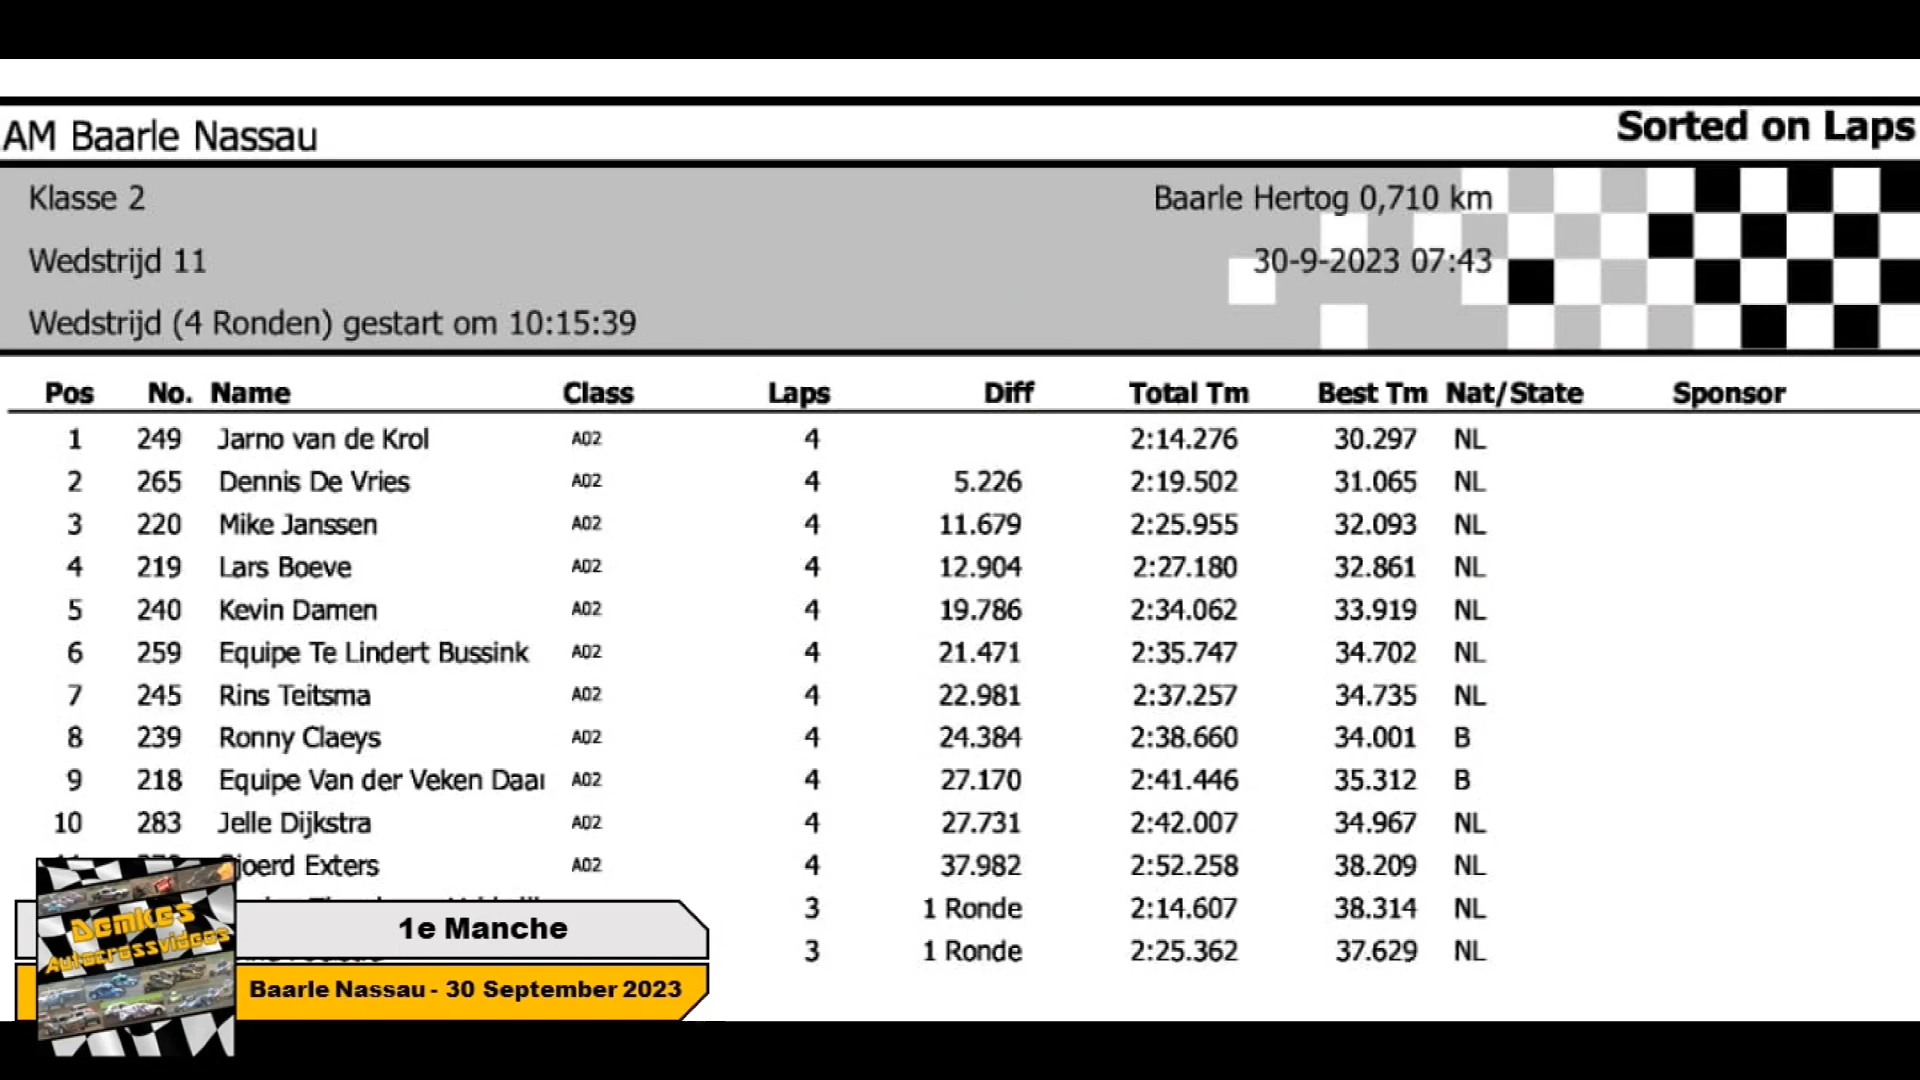 AM Baarle Nassau Sorted on Laps
Klasse 2 Baarle Hertog 0,710 km
Wedstrijd 11 30-9-2023 07:43
Wedstrijd (4 Ronden) gestart om 10:15:39
Pos No. Name Class Laps Diff Total Tm Best Tm Nat/State Sponsor
1 249 Jarno van de Krol A02 4 2:14.276 30.297 NL
2 265 Dennis De Vries A02 4 5.226 2:19.502 31.065 NL
3 220 Mike Janssen A02 4 11.679 2:25.955 32.093 NL
4 219 Lars Boeve A02 4 12.904 2:27.180 32.861 NL
5 240 Kevin Damen A02 4 19.786 2:34.062 33.919 NL
6 259 Equipe Te Lindert Bussink A02 4 21.471 2:35.747 34.702 NL
7 245 Rins Teitsma A02 4 22.981 2:37.257 34.735 NL
8 239 Ronny Claeys A02 4 24.384 2:38.660 34.001 B
9 218 Equipe Van der Veken A02 4 27.170 2:41.446 35.312 B
10 283 Jelle Dijkstra A02 4 27.731 2:42.007 34.967 NL
Exters A02 4 37.982 2:52.258 38.209 NL
3 1 Ronde 2:14.607 38.314 NL
3 1 Ronde 2:25.362 37.629 NL
Demkes
Autocrossvideos
1e Manche
Baarle Nassau - 30 September 2023